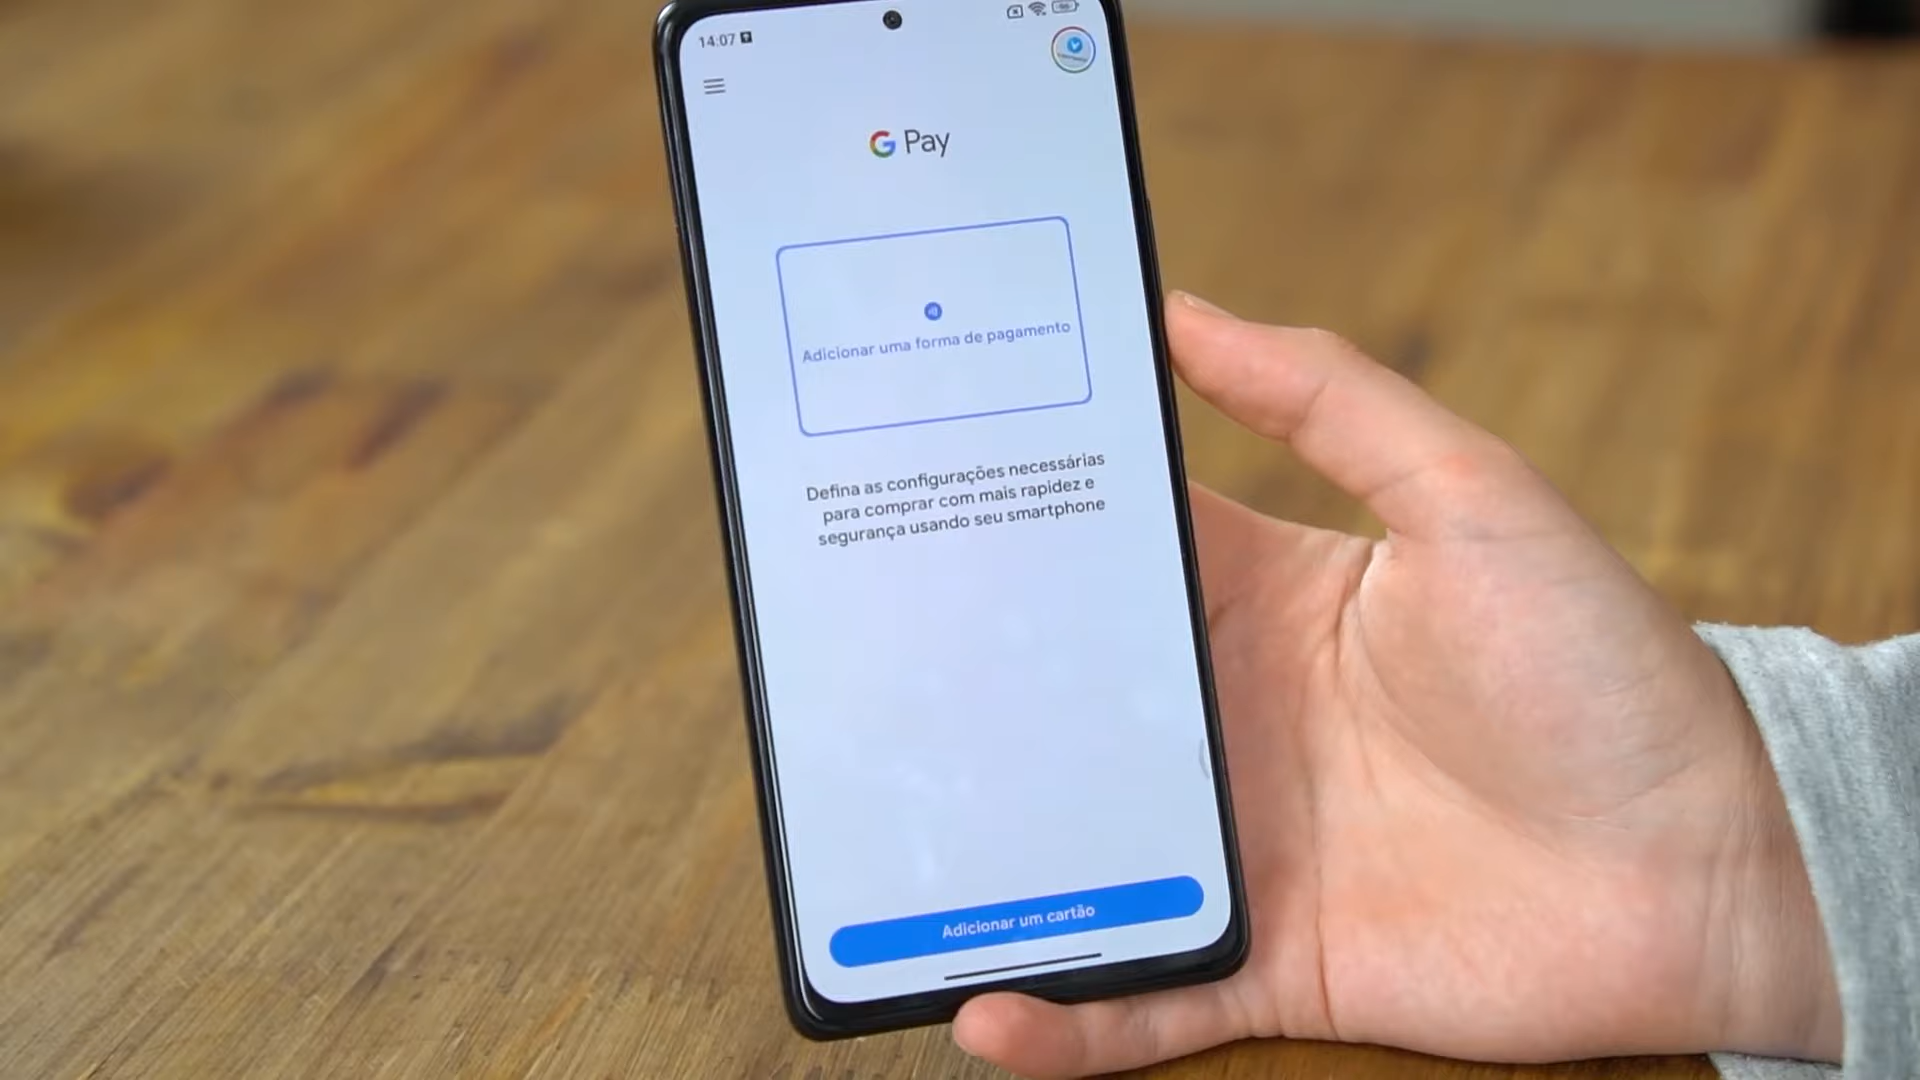 14:07
G Pay
Adicionar uma forma de pagamento
Defina as configurações necessárias
para comprar com mais rapidez e
segurança usando seu smartphone
Adicionar um cartão